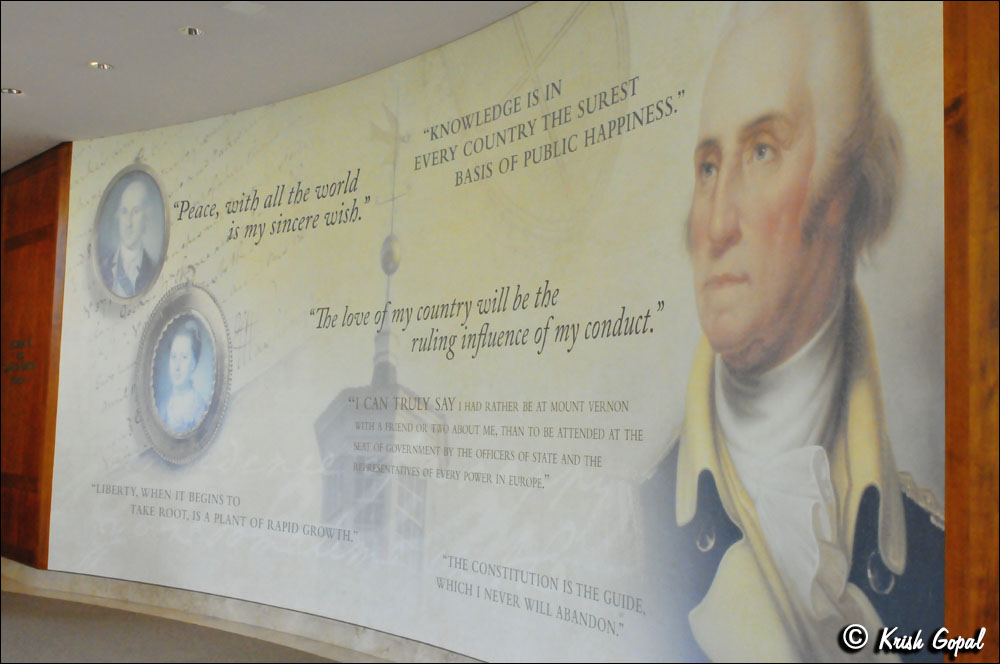 “KNOWLEDGE IS IN
EVERY COUNTRY THE SUREST
BASIS OF PUBLIC HAPPINESS.”
“Peace, with all the world
is my sincere wish.”
“The love of my country will be the
ruling influence of my conduct.”
“I CAN TRULY SAY I HAD RATHER BE AT MOUNT VERNON
WITH A FRIEND OR TWO ABOUT ME, THAN TO BE ATTENDED AT THE
SEAT OF GOVERNMENT BY THE OFFICERS OF STATE AND THE
REPRESENTATIVES OF EVERY POWER IN EUROPE.”
“LIBERTY, WHEN IT BEGINS TO
TAKE ROOT, IS A PLANT OF RAPID GROWTH.”
“THE CONSTITUTION IS THE GUIDE,
WHICH I NEVER WILL ABANDON.”
© Krish Gopal